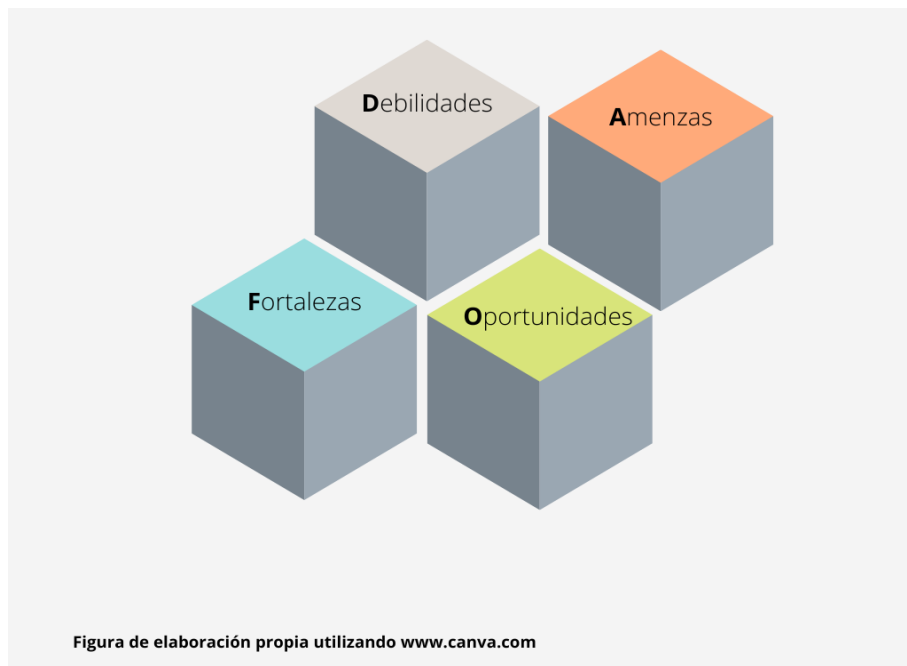 Debilidades
Amenzas
Fortalezas
Oportunidades
Figura de elaboración propia utilizando www.canva.com